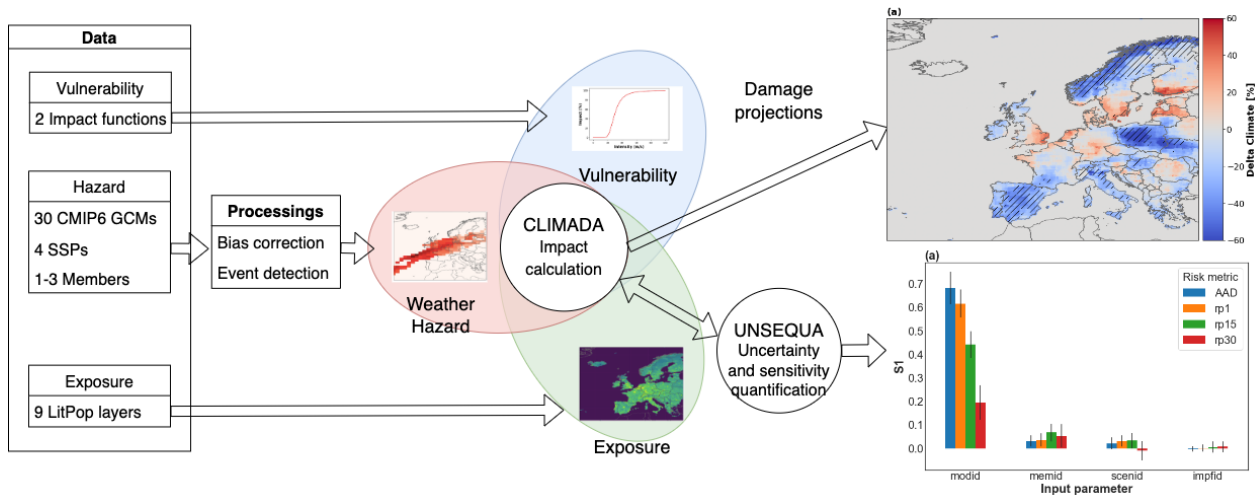 Data
Vulnerability
2 Impact functions
Hazard
30 CMIP6 GCMs
4 SSPs
1-3 Members
Exposure
9 LitPop layers
Processings
Bias correction
Event detection
Vulnerability
Weather
Hazard
CLIMADA
Impact
calculation
Exposure
UNSEQUA
Uncertainty
and sensitivity
quantification
Damage
projections
(a)
60
40
20
0
−20
−40
−60
Delta Climate [%]
(a)
Risk metric
AAD
rp1
rp15
rp30
0.7
0.6
0.5
0.4
0.3
0.2
0.1
0.0
S1
modid
memid
scenid
impfid
Input parameter